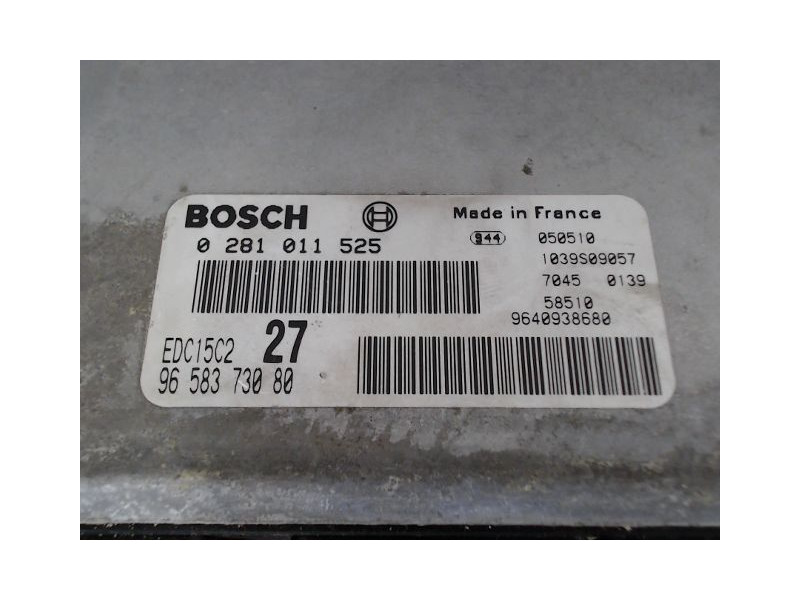 BOSCH Made in France
0 281 011 525 944 050510
1039S09057
7045 0139
58510
9640938680
EDC15C2 27
96 583 730 80